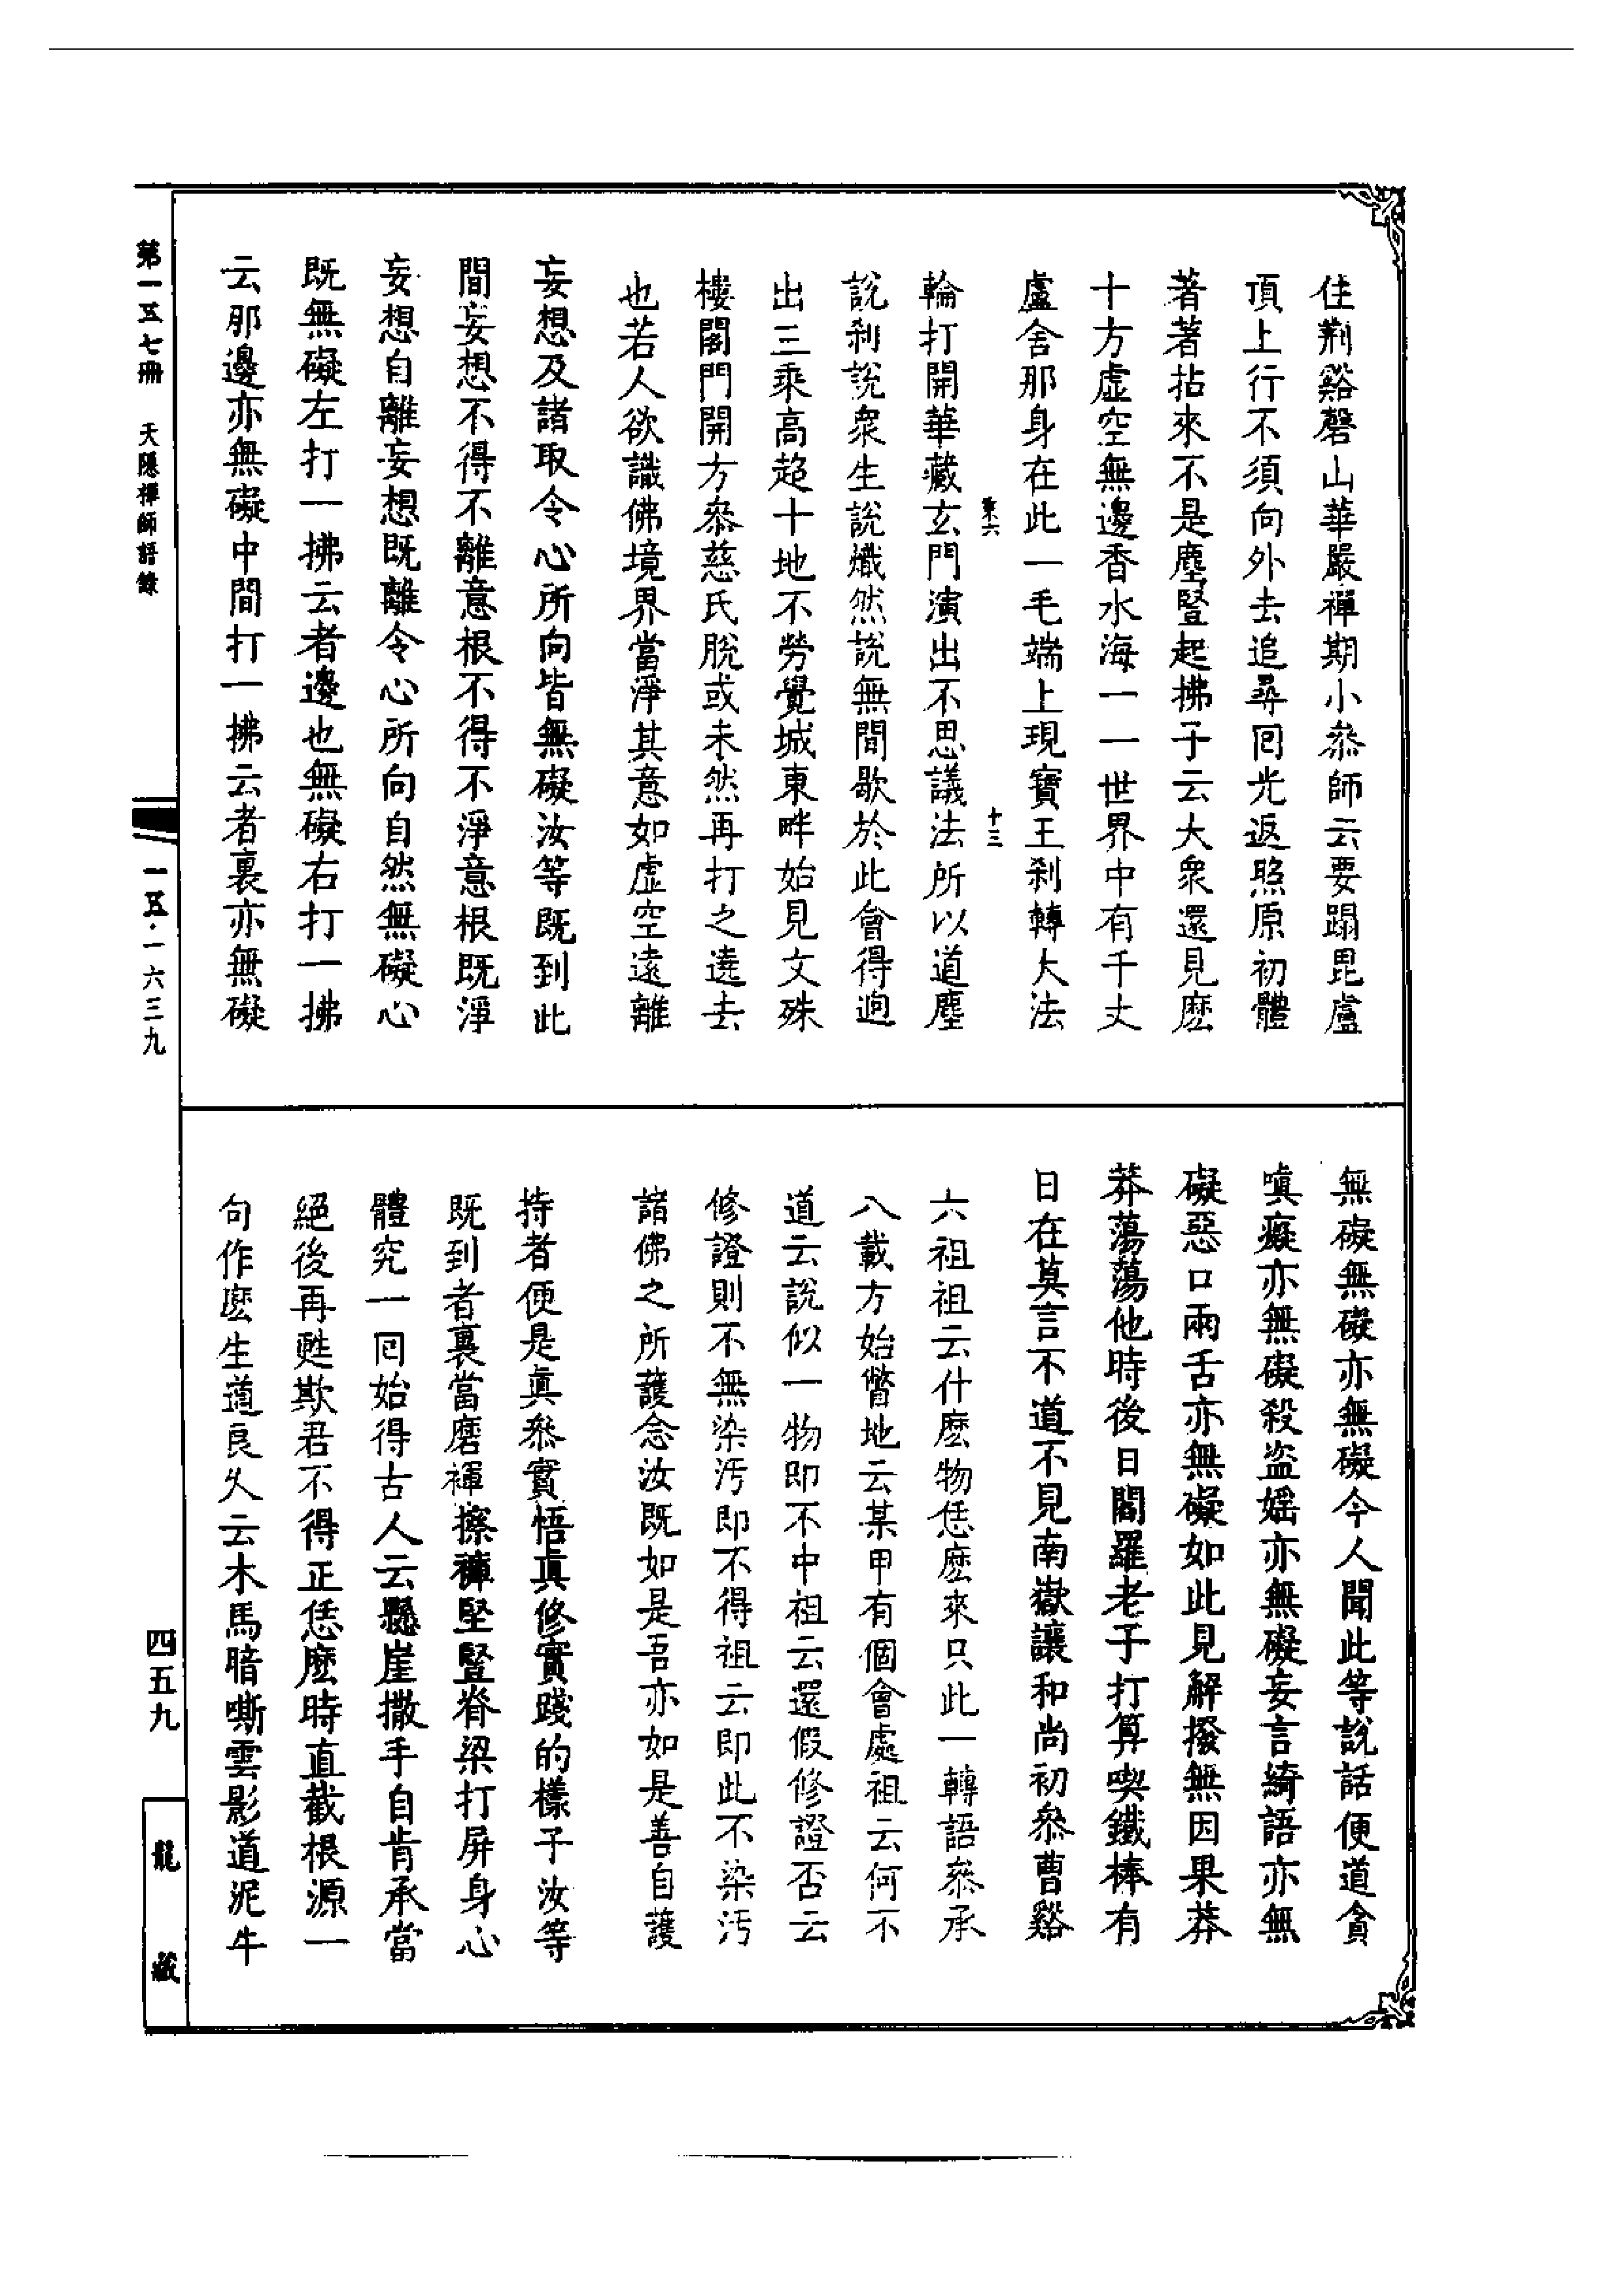 住荆谿磬山華嚴禪期小叅師云要蹋毘盧
頂上行不須向外去追尋回光返照原初體
著著拈來不是塵豎起拂子云大衆還見麽
十方虛空無邊香水海一一世界中有千丈
盧舍那身在此一毛端上現寶王刹轉大法
十三
輪打開華藏玄門演出不思議法所以道塵
說刹說衆生說熾然說無間歇於此會得逈
出三乘高超十地不勞覺城東畔始見文殊
樓閣門開方叅慈氏脫或未然再打之遶去
也若人欲識佛境界當淨其意如虛空遠離
妄想及諸取令心所向皆無礙汝等既到此
間妄想不得不離意根不得不淨意根既淨
妄想自離妄想既離令心所向自然無礙心
既無礙左打一拂云者邊也無礙右打一拂
云那邊亦無礙中間打一拂云者裏亦無礙
無礙無礙亦無礙今人聞此等說話便道貪
嗔癡亦無礙殺盜婬亦無礙妄言綺語亦無
礙惡口兩舌亦無礙如此見解撥無因果莽
莽蕩蕩他時後日閻羅老子打算喫鐵棒有
日在莫言不道不見南嶽讓和尚初叅曹谿
六祖祖云什麽物恁麽來只此一轉語叅承
八載方始瞥地云某甲有個會處祖云何不
道云說似一物即不中祖云還假修證否云
修證則不無染汚即不得祖云即此不染汚
諸佛之所護念汝既如是吾亦如是善自護
持者便是眞叅實悟眞修實踐的樣子汝等
既到者裏當磨褌擦褲堅豎脊梁打屏身心
體究一回始得古人云懸崖撒手自肯承當
絕後再甦欺君不得正恁麽時直截根源一
句作麽生道良久云木馬暗嘶雲影道泥牛
第一五七冊　天隱禪師語錄
一五·一六三九
四五九
龍藏